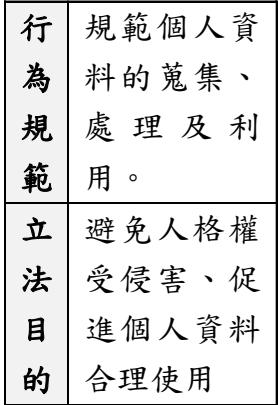 行為規範
規範個人資
料的蒐集、
處理及利
用。
立法目的
避免人格權
受侵害、促
進個人資料
合理使用